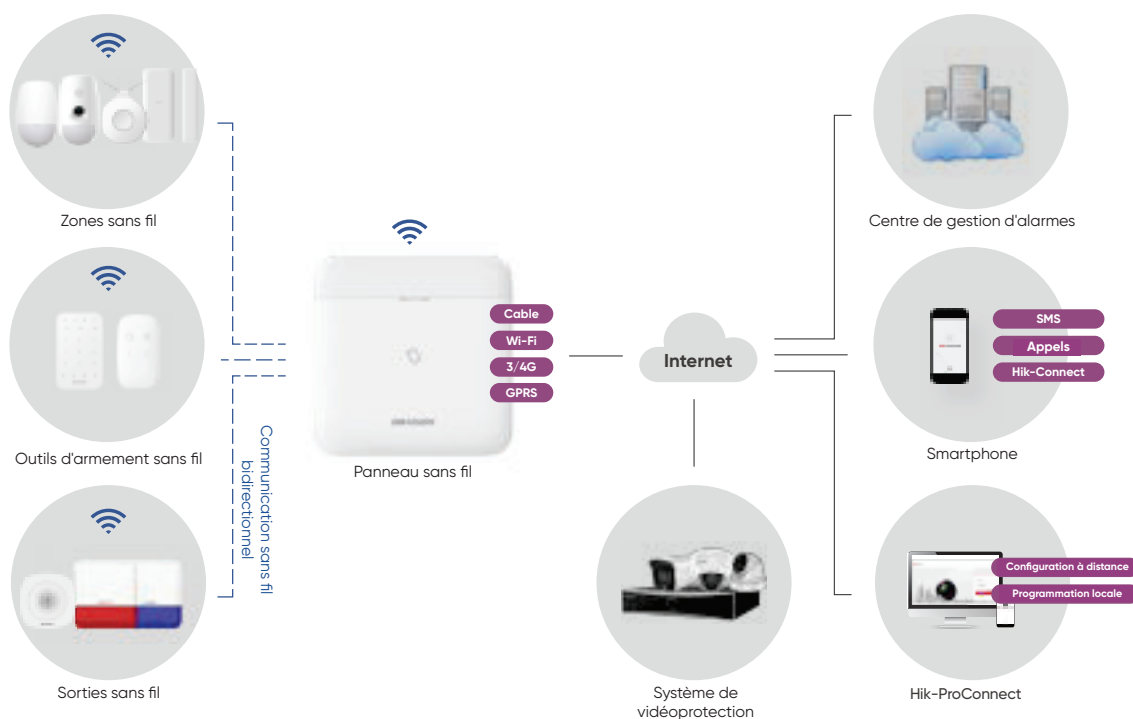 Zones sans fil
Outils d'armement sans fil
Sorties sans fil
Communication sans fil
bidirectionnel
Cable
Wi-Fi
3/4G
GPRS
HIKVISION
Panneau sans fil
Internet
Système de
vidéoprotection
Centre de gestion d'alarmes
SMS
Appels
Hik-Connect
Smartphone
Configuration à distance
Programmation locale
Hik-ProConnect